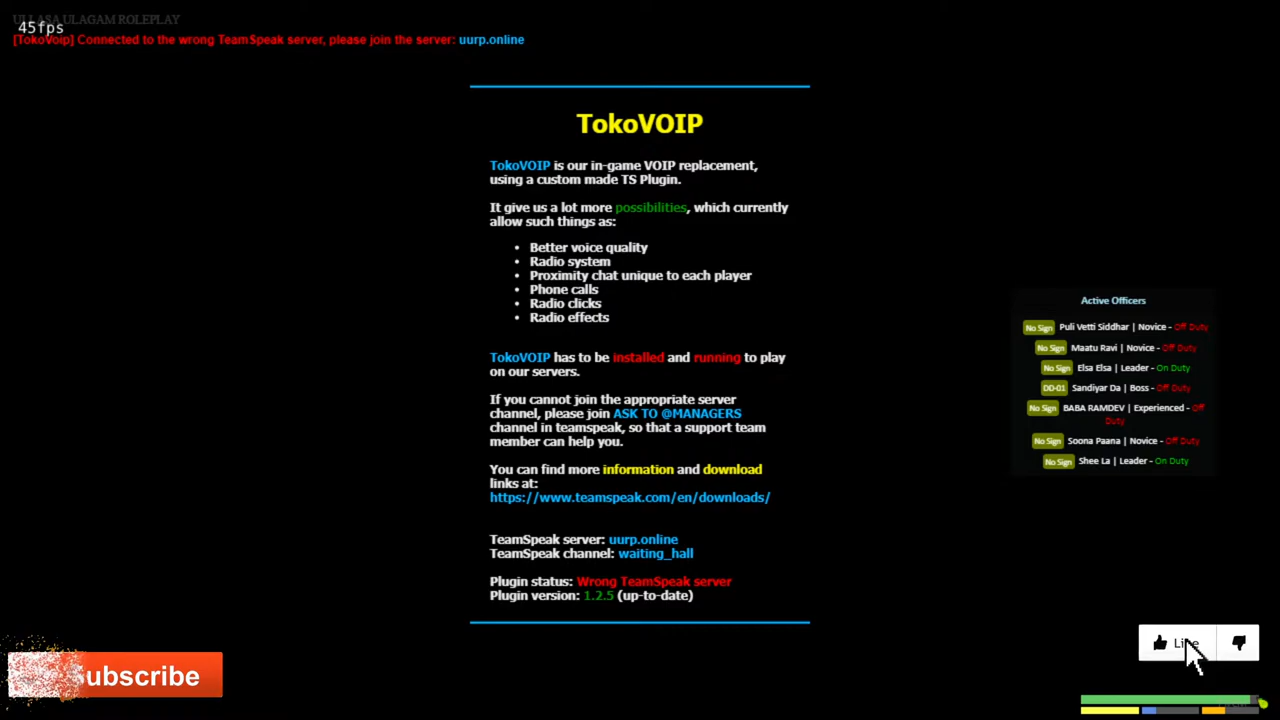 ULLASA ULAGAM ROLEPLAY
45fps
[TokoVoip] Connected to the wrong TeamSpeak server, please join the server: uurp.online
TokoVOIP
TokoVOIP is our in-game VOIP replacement,
using a custom made TS Plugin.
It give us a lot more possibilities, which currently
allow such things as:
• Better voice quality
• Radio system
• Proximity chat unique to each player
• Phone calls
• Radio clicks
• Radio effects
TokoVOIP has to be installed and running to play
on our servers.
If you cannot join the appropriate server
channel, please join ASK TO @MANAGERS
channel in teamspeak, so that a support team
member can help you.
You can find more information and download
links at:
https://www.teamspeak.com/en/downloads/
TeamSpeak server: uurp.online
TeamSpeak channel: waiting_hall
Plugin status: Wrong TeamSpeak server
Plugin version: 1.2.5 (up-to-date)
Active Officers
No Sign Puli Vetti Siddhar | Novice - Off Duty
No Sign Maatu Ravi | Novice - Off Duty
No Sign Elsa Elsa | Leader - On Duty
DD-01 Sandiyar Da | Boss - Off Duty
No Sign BABA RAMDEV | Experienced - Off
Duty
No Sign Soona Paana | Novice - Off Duty
No Sign Shee La | Leader - On Duty
Like
ubscribe